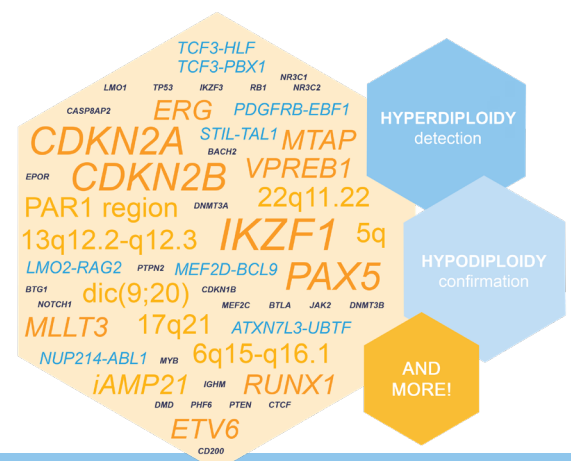 TCF3-HLF
TCF3-PBX1
NR3C1
LMO1 TP53 IKZF3 RB1 NR3C2
CASP8AP2 ERG PDGFRB-EBF1
CDKN2A STIL-TAL1 MTAP
BACH2
EPOR CDKN2B VPREB1
PAR1 region DNMT3A 22q11.22
13q12.2-q12.3 IKZF1 5q
LMO2-RAG2 PTPN2 MEF2D-BCL9 PAX5
BTG1 dic(9;20) CDKN1B
NOTCH1 MEF2C BTLA JAK2 DNMT3B
MLLT3 17q21 ATXN7L3-UBTF
NUP214-ABL1 MYB 6q15-q16.1
iAMP21 IGHM RUNX1
DMD PHF6 PTEN CTCF
ETV6
CD200
HYPERDIPLOIDY
detection
HYPODIPLOIDY
confirmation
AND
MORE!